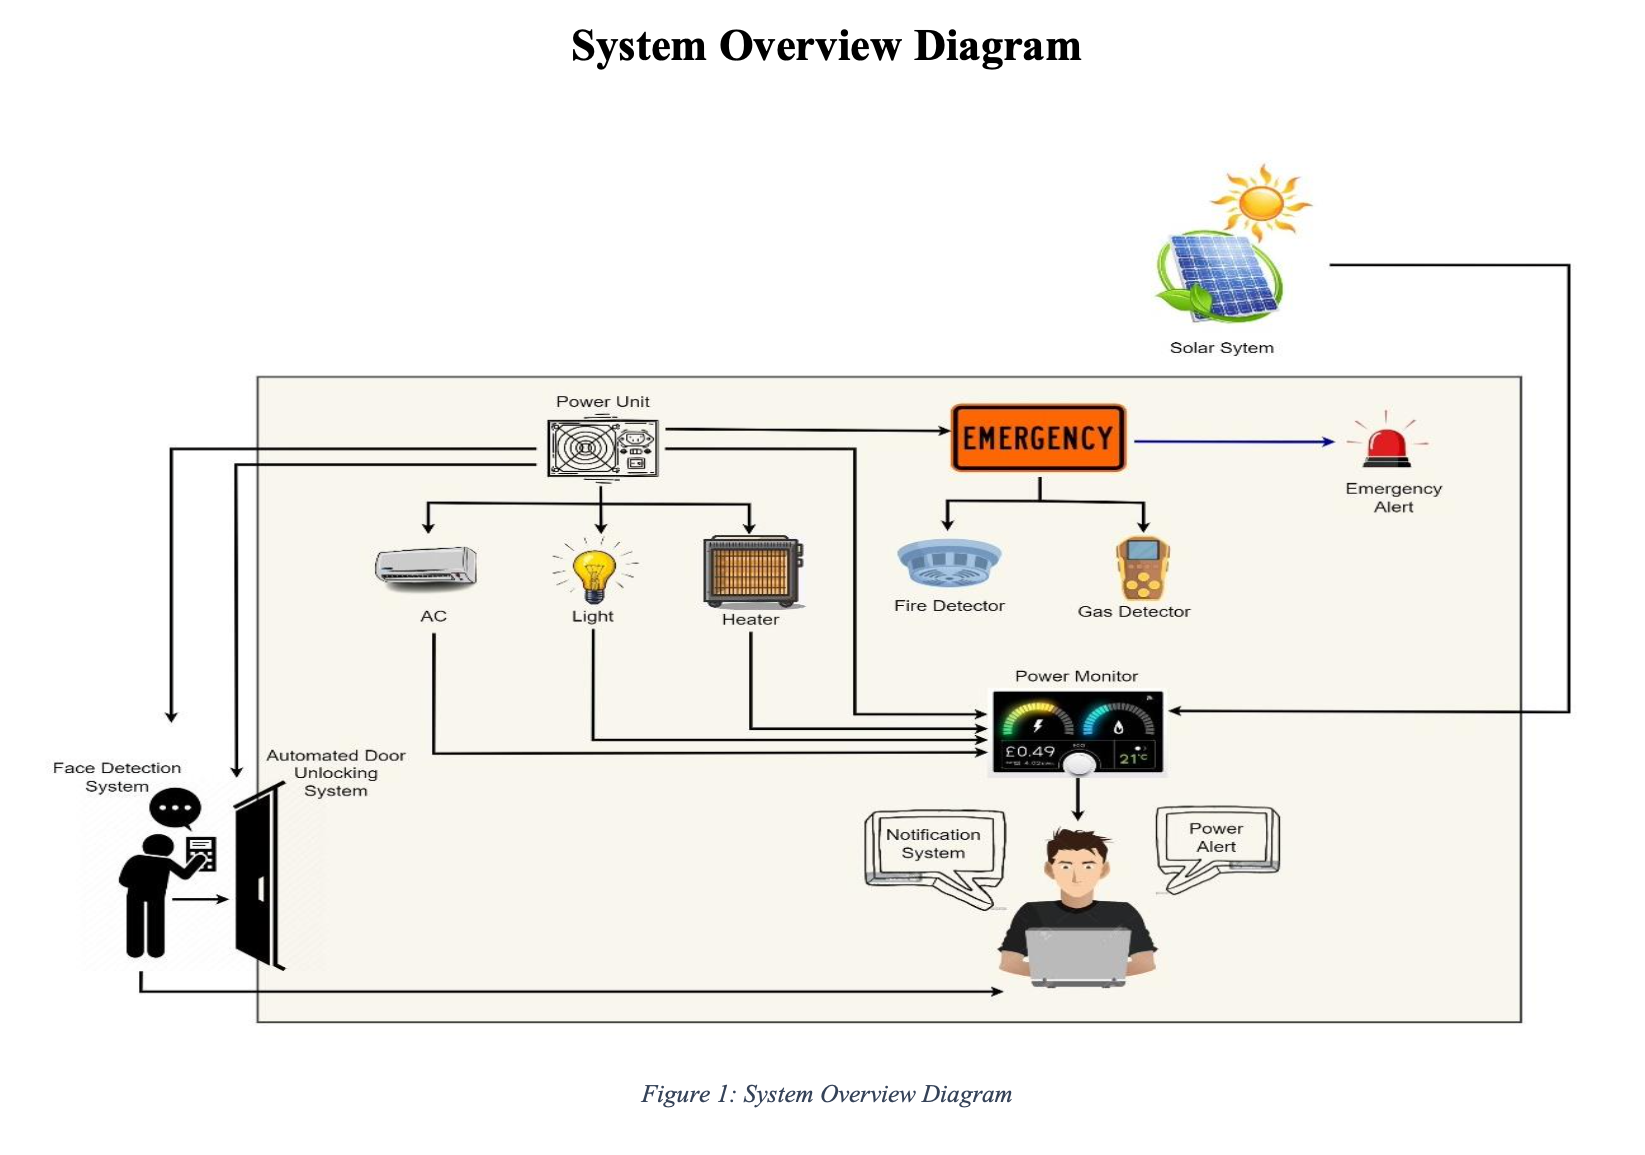 System Overview Diagram
Solar Sytem
Power Unit
EMERGENCY
Emergency
Alert
AC
Light
Heater
Fire Detector
Gas Detector
Power Monitor
£0.49
21°C
Face Detection
System
Automated Door
Unlocking
System
Notification
System
Power
Alert
Figure 1: System Overview Diagram